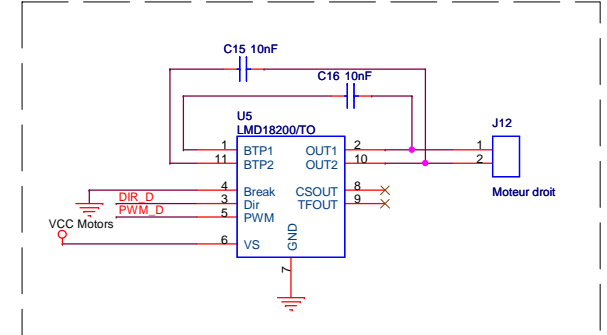 C15 10nF
C16 10nF
U5
LMD18200/TO
J12
1 BTP1 OUT1 2 1
11 BTP2 OUT2 10 2
4 Break CSOUT 8 Moteur droit
DIR_D 3 Dir TFOUT 9
PWM_D 5 PWM
VCC Motors
6 VS GND
7